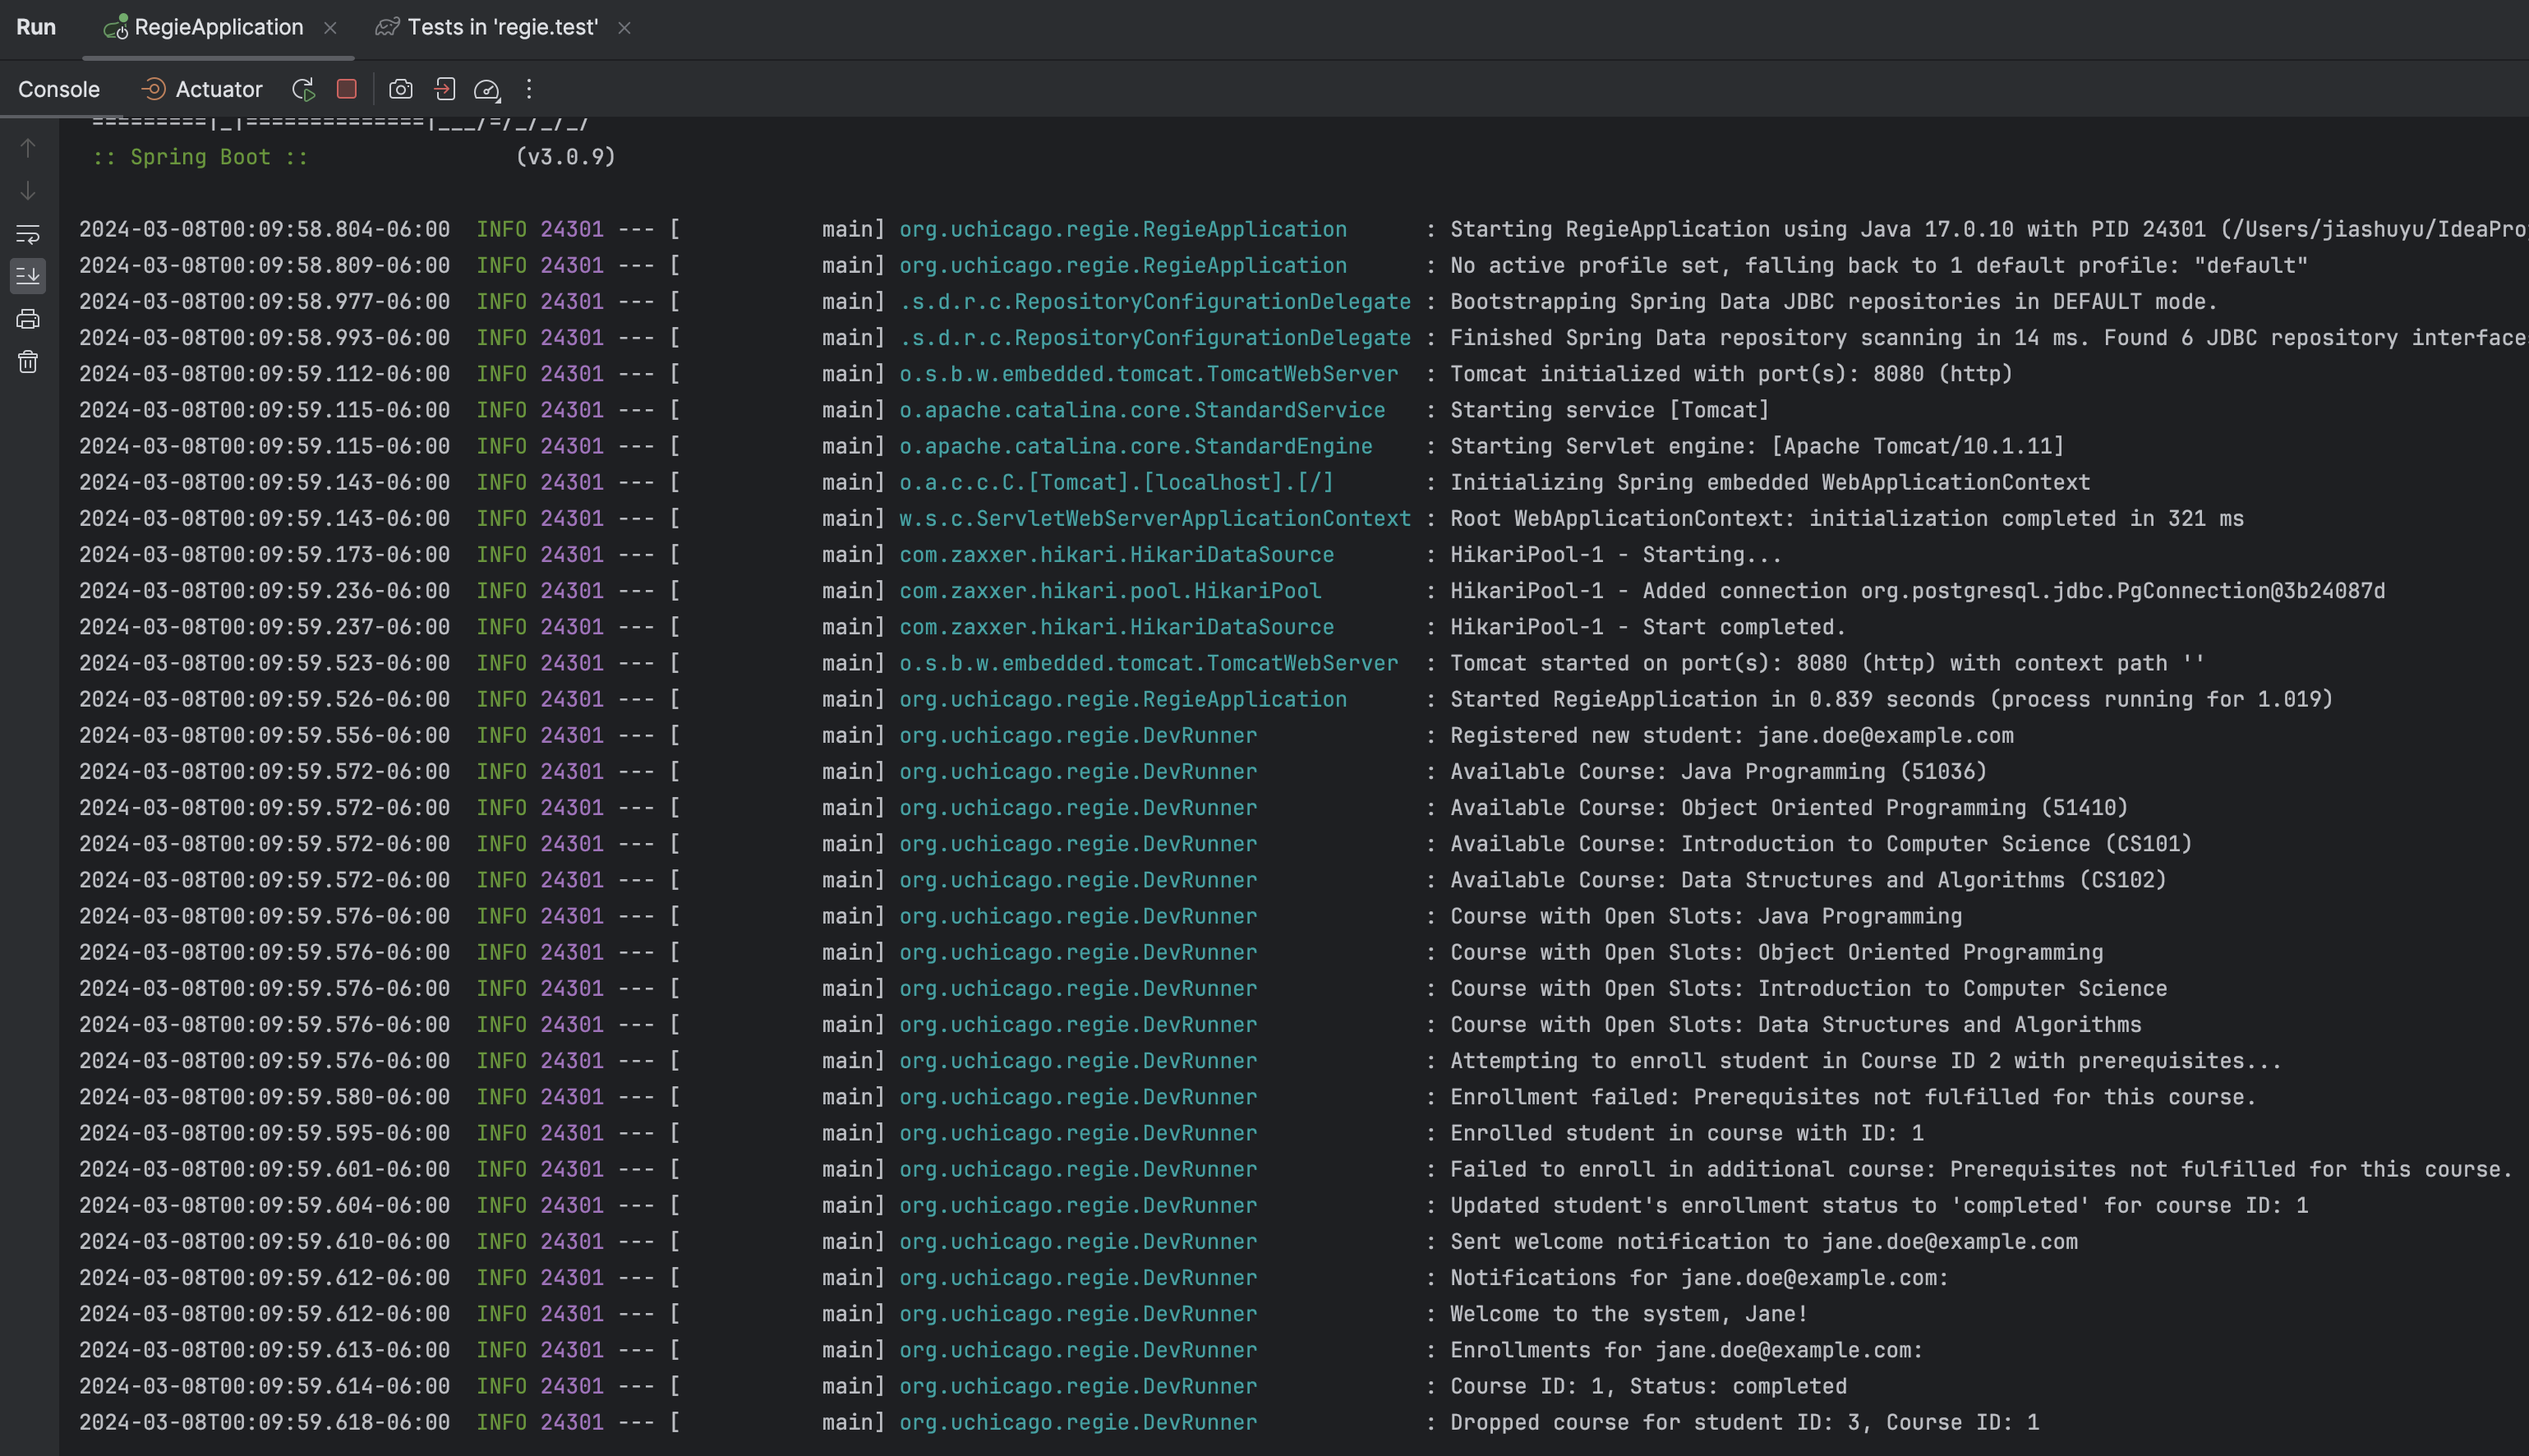 Run RegieApplication Tests in 'regie.test'
Console Actuator
=========|_|==============|___/=/_/_/_/
:: Spring Boot :: (v3.0.9)
2024-03-08T00:09:58.804-06:00 INFO 24301 --- [ main] org.uchicago.regie.RegieApplication : Starting RegieApplication using Java 17.0.10 with PID 24301 (/Users/jiashuyu/IdeaPro
2024-03-08T00:09:58.809-06:00 INFO 24301 --- [ main] org.uchicago.regie.RegieApplication : No active profile set, falling back to 1 default profile: "default"
2024-03-08T00:09:58.977-06:00 INFO 24301 --- [ main] .s.d.r.c.RepositoryConfigurationDelegate : Bootstrapping Spring Data JDBC repositories in DEFAULT mode.
2024-03-08T00:09:58.993-06:00 INFO 24301 --- [ main] .s.d.r.c.RepositoryConfigurationDelegate : Finished Spring Data repository scanning in 14 ms. Found 6 JDBC repository interfaces
2024-03-08T00:09:59.112-06:00 INFO 24301 --- [ main] o.s.b.w.embedded.tomcat.TomcatWebServer : Tomcat initialized with port(s): 8080 (http)
2024-03-08T00:09:59.115-06:00 INFO 24301 --- [ main] o.apache.catalina.core.StandardService : Starting service [Tomcat]
2024-03-08T00:09:59.115-06:00 INFO 24301 --- [ main] o.apache.catalina.core.StandardEngine : Starting Servlet engine: [Apache Tomcat/10.1.11]
2024-03-08T00:09:59.143-06:00 INFO 24301 --- [ main] o.a.c.c.C.[Tomcat].[localhost].[/] : Initializing Spring embedded WebApplicationContext
2024-03-08T00:09:59.143-06:00 INFO 24301 --- [ main] w.s.c.ServletWebServerApplicationContext : Root WebApplicationContext: initialization completed in 321 ms
2024-03-08T00:09:59.173-06:00 INFO 24301 --- [ main] com.zaxxer.hikari.HikariDataSource : HikariPool-1 - Starting...
2024-03-08T00:09:59.236-06:00 INFO 24301 --- [ main] com.zaxxer.hikari.pool.HikariPool : HikariPool-1 - Added connection org.postgresql.jdbc.PgConnection@3b24087d
2024-03-08T00:09:59.237-06:00 INFO 24301 --- [ main] com.zaxxer.hikari.HikariDataSource : HikariPool-1 - Start completed.
2024-03-08T00:09:59.523-06:00 INFO 24301 --- [ main] o.s.b.w.embedded.tomcat.TomcatWebServer : Tomcat started on port(s): 8080 (http) with context path ''
2024-03-08T00:09:59.526-06:00 INFO 24301 --- [ main] org.uchicago.regie.RegieApplication : Started RegieApplication in 0.839 seconds (process running for 1.019)
2024-03-08T00:09:59.556-06:00 INFO 24301 --- [ main] org.uchicago.regie.DevRunner : Registered new student: jane.doe@example.com
2024-03-08T00:09:59.572-06:00 INFO 24301 --- [ main] org.uchicago.regie.DevRunner : Available Course: Java Programming (51036)
2024-03-08T00:09:59.572-06:00 INFO 24301 --- [ main] org.uchicago.regie.DevRunner : Available Course: Object Oriented Programming (51410)
2024-03-08T00:09:59.572-06:00 INFO 24301 --- [ main] org.uchicago.regie.DevRunner : Available Course: Introduction to Computer Science (CS101)
2024-03-08T00:09:59.572-06:00 INFO 24301 --- [ main] org.uchicago.regie.DevRunner : Available Course: Data Structures and Algorithms (CS102)
2024-03-08T00:09:59.576-06:00 INFO 24301 --- [ main] org.uchicago.regie.DevRunner : Course with Open Slots: Java Programming
2024-03-08T00:09:59.576-06:00 INFO 24301 --- [ main] org.uchicago.regie.DevRunner : Course with Open Slots: Object Oriented Programming
2024-03-08T00:09:59.576-06:00 INFO 24301 --- [ main] org.uchicago.regie.DevRunner : Course with Open Slots: Introduction to Computer Science
2024-03-08T00:09:59.576-06:00 INFO 24301 --- [ main] org.uchicago.regie.DevRunner : Course with Open Slots: Data Structures and Algorithms
2024-03-08T00:09:59.576-06:00 INFO 24301 --- [ main] org.uchicago.regie.DevRunner : Attempting to enroll student in Course ID 2 with prerequisites...
2024-03-08T00:09:59.580-06:00 INFO 24301 --- [ main] org.uchicago.regie.DevRunner : Enrollment failed: Prerequisites not fulfilled for this course.
2024-03-08T00:09:59.595-06:00 INFO 24301 --- [ main] org.uchicago.regie.DevRunner : Enrolled student in course with ID: 1
2024-03-08T00:09:59.601-06:00 INFO 24301 --- [ main] org.uchicago.regie.DevRunner : Failed to enroll in additional course: Prerequisites not fulfilled for this course.
2024-03-08T00:09:59.604-06:00 INFO 24301 --- [ main] org.uchicago.regie.DevRunner : Updated student's enrollment status to 'completed' for course ID: 1
2024-03-08T00:09:59.610-06:00 INFO 24301 --- [ main] org.uchicago.regie.DevRunner : Sent welcome notification to jane.doe@example.com
2024-03-08T00:09:59.612-06:00 INFO 24301 --- [ main] org.uchicago.regie.DevRunner : Notifications for jane.doe@example.com:
2024-03-08T00:09:59.612-06:00 INFO 24301 --- [ main] org.uchicago.regie.DevRunner : Welcome to the system, Jane!
2024-03-08T00:09:59.613-06:00 INFO 24301 --- [ main] org.uchicago.regie.DevRunner : Enrollments for jane.doe@example.com:
2024-03-08T00:09:59.614-06:00 INFO 24301 --- [ main] org.uchicago.regie.DevRunner : Course ID: 1, Status: completed
2024-03-08T00:09:59.618-06:00 INFO 24301 --- [ main] org.uchicago.regie.DevRunner : Dropped course for student ID: 3, Course ID: 1